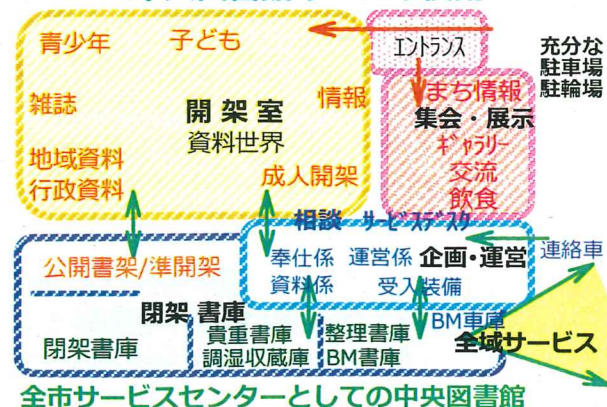 青少年
子ども
エントランス
充分な
駐車場
駐輪場
雑誌
開架室
情報
資料世界
まち情報
集会・展示
ギャラリー
交流
飲食
地域資料
行政資料
成人開架
相談 サービスデスク
公開書架/準開架
奉仕係 運営係 企画・運営
資料係 受入装備
連絡車
閉架 書庫
BM車庫
閉架書庫
貴重書庫
調湿収蔵庫
整理書庫
BM書庫
全域サービス
全市サービスセンターとしての中央図書館